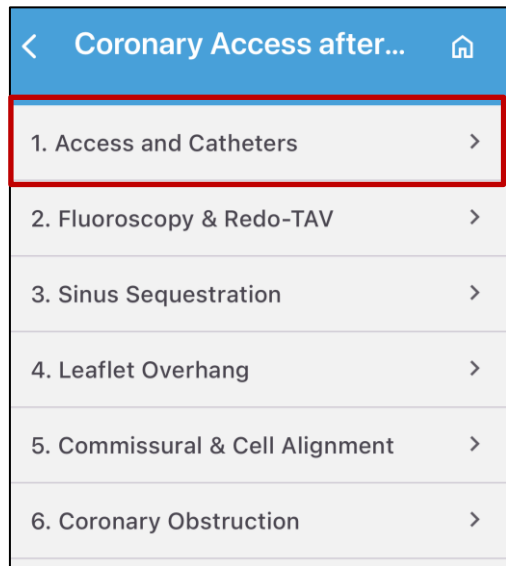 Coronary Access after...
1. Access and Catheters
2. Fluoroscopy & Redo-TAV
3. Sinus Sequestration
4. Leaflet Overhang
5. Commissural & Cell Alignment
6. Coronary Obstruction